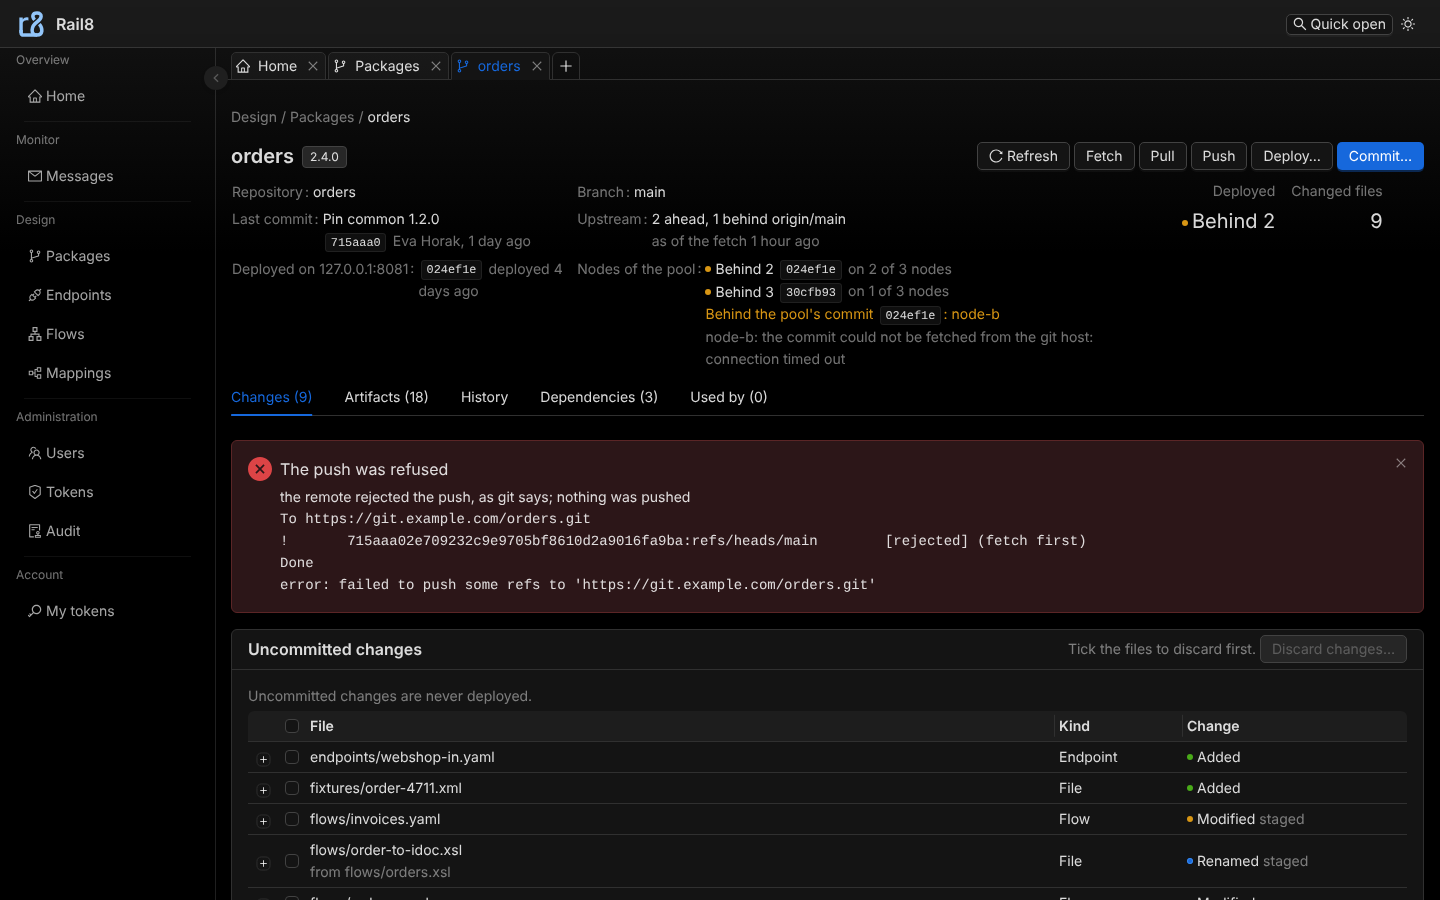 Rail8
Quick open
Overview
Home
Monitor
Messages
Design
Packages
Endpoints
Flows
Mappings
Administration
Users
Tokens
Audit
Account
My tokens
Home
Packages
orders
Design / Packages / orders
orders 2.4.0
Refresh
Fetch
Pull
Push
Deploy...
Commit...
Repository: orders
Branch: main
Deployed
Behind 2
Changed files
9
Last commit: Pin common 1.2.0
715aaa0 Eva Horak, 1 day ago
Upstream: 2 ahead, 1 behind origin/main
as of the fetch 1 hour ago
Deployed on 127.0.0.1:8081: 024ef1e deployed 4
days ago
Nodes of the pool: Behind 2 024ef1e on 2 of 3 nodes
Behind 3 30cfb93 on 1 of 3 nodes
Behind the pool's commit 024ef1e : node-b
node-b: the commit could not be fetched from the git host:
connection timed out
Changes (9)
Artifacts (18)
History
Dependencies (3)
Used by (0)
The push was refused
the remote rejected the push, as git says; nothing was pushed
To https://git.example.com/orders.git
! 715aaa02e709232c9e9705bf8610d2a9016fa9ba:refs/heads/main [rejected] (fetch first)
Done
error: failed to push some refs to 'https://git.example.com/orders.git'
Uncommitted changes
Tick the files to discard first.
Discard changes...
Uncommitted changes are never deployed.
File Kind Change
endpoints/webshop-in.yaml Endpoint Added
fixtures/order-4711.xml File Added
flows/invoices.yaml Flow Modified staged
flows/order-to-idoc.xsl
from flows/orders.xsl
File Renamed staged